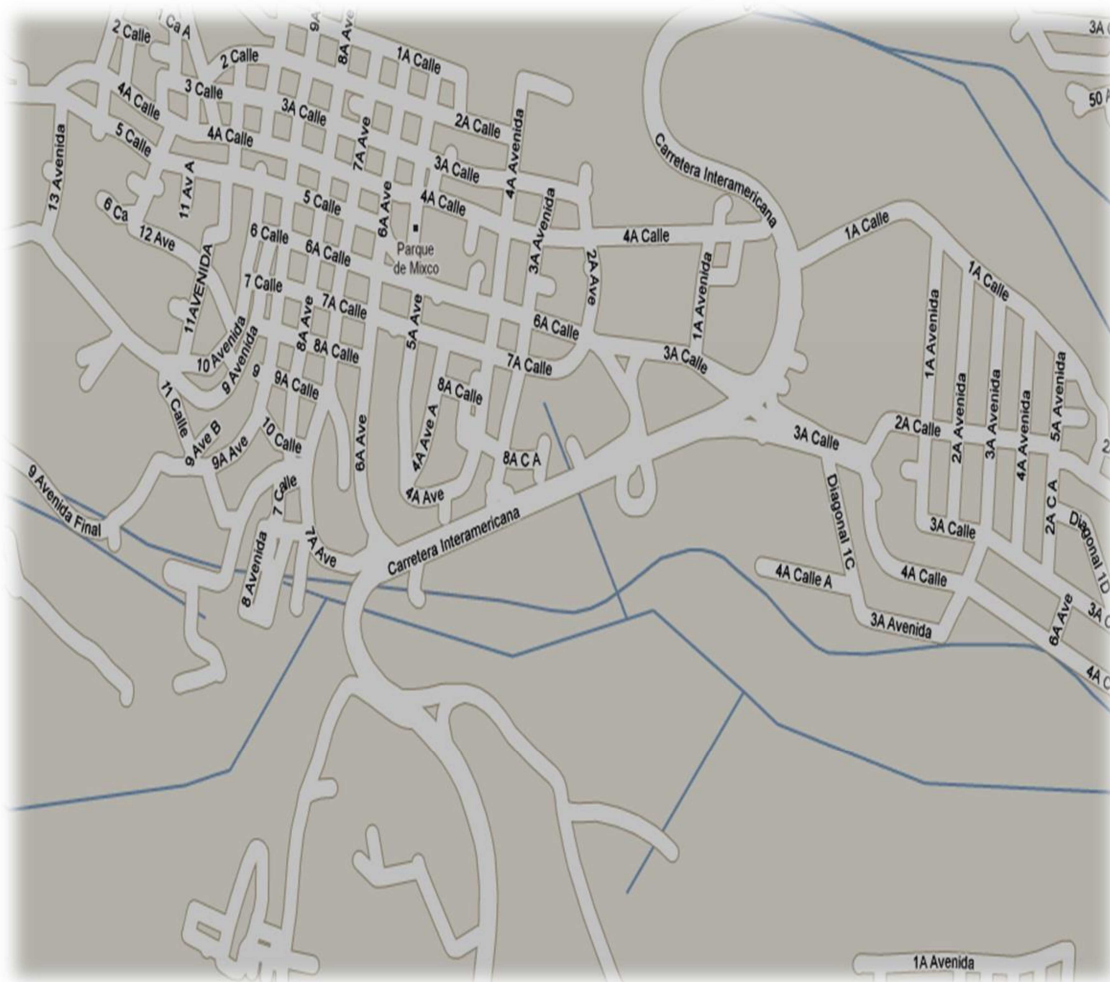 1 Ca A
2 Calle
9A
8A Ave
1A Calle
3A C
2 Calle
3 Calle
4A Calle
3A Calle
50
2A Calle
4A Avenida
5 Calle
4A Calle
7A Ave
13 Avenida
3A Calle
Carretera Interamericana
11 Av A
5 Calle
6A Ave
4A Calle
3A Avenida
6 Ca
12 Ave
6 Calle
6A Calle
Parque
de Mixco
4A Calle
1A Calle
2A Ave
1A Avenida
1A Calle
11AVENIDA
7 Calle
7A Calle
8A Ave
5A Ave
6A Calle
1A Avenida
10 Avenida
9 Avenida
8A Calle
7A Calle
3A Calle
5A Avenida
9
9A Calle
8A Calle
2A Avenida
3A Avenida
4A Avenida
11 Calle
9 Ave B
9A Ave
10 Calle
6A Ave
4A Ave A
8A C A
3A Calle
2A Calle
9 Avenida Final
7 Calle
4A Ave
Diagonal 1C
2A C A
Carretera Interamericana
3A Calle
Diagonal 1D
8 Avenida
7A Ave
4A Calle A
4A Calle
3A Avenida
6A Ave
3A C
4A C
1A Avenida